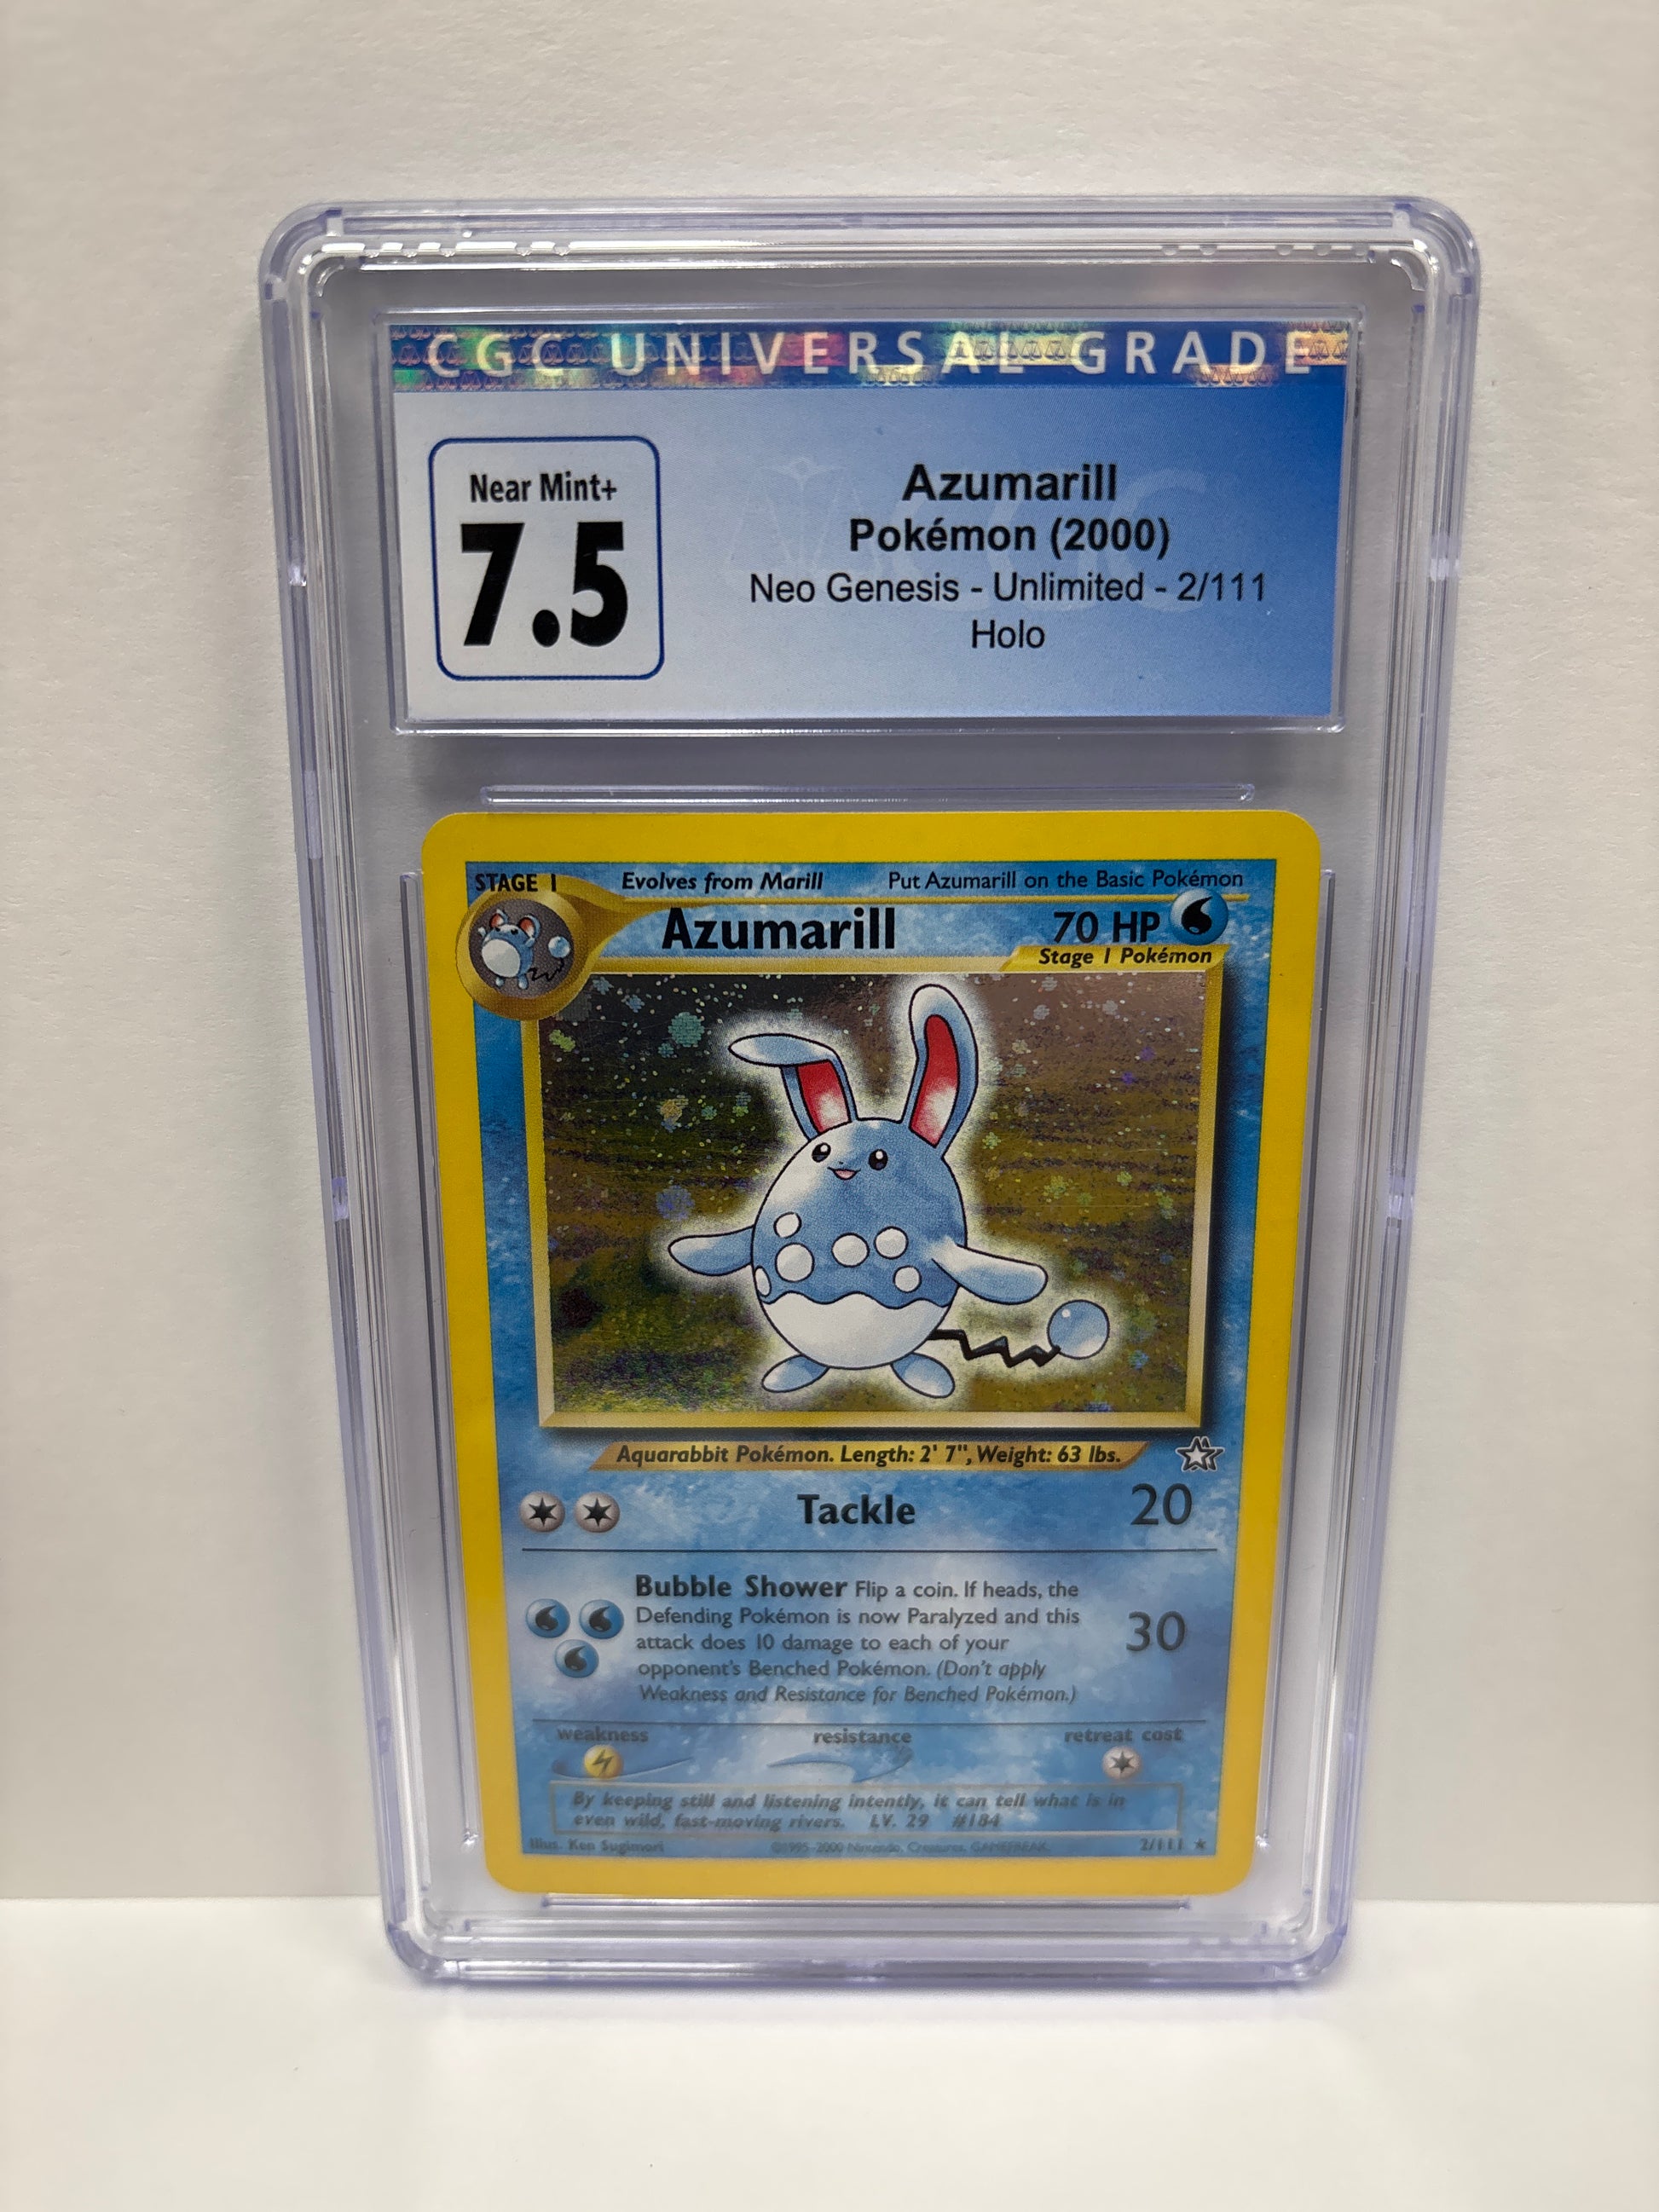 CGC UNIVERSAL GRADE
Near Mint+
7.5
Azumarill
Pokémon (2000)
Neo Genesis - Unlimited - 2/111
Holo
STAGE 1 Evolves from Marill Put Azumarill on the Basic Pokémon
Azumarill 70 HP
Stage 1 Pokémon
Aquarabbit Pokémon. Length: 2' 7", Weight: 63 lbs.
Tackle 20
Bubble Shower Flip a coin. If heads, the
Defending Pokémon is now Paralyzed and this
attack does 10 damage to each of your
opponent's Benched Pokémon. (Don't apply
Weakness and Resistance for Benched Pokémon.)
30
weakness resistance retreat cost
By keeping still and listening intently, it can tell what is in
even wild, fast-moving rivers. LV. 29 #184
Illus. Ken Sugimori ©1995-2000 Nintendo, Creatures, GAMEFREAK. 2/111